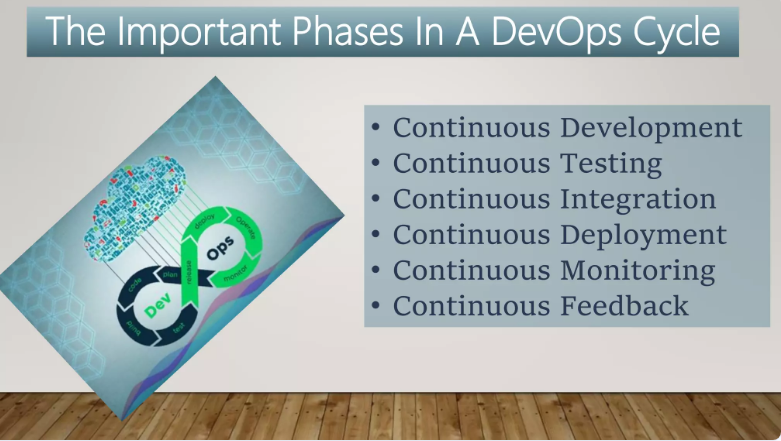 The Important Phases In A DevOps Cycle
• Continuous Development
• Continuous Testing
• Continuous Integration
• Continuous Deployment
• Continuous Monitoring
• Continuous Feedback
deploy
Operate
Ops
monitor
release
plan
code
Dev
build
test